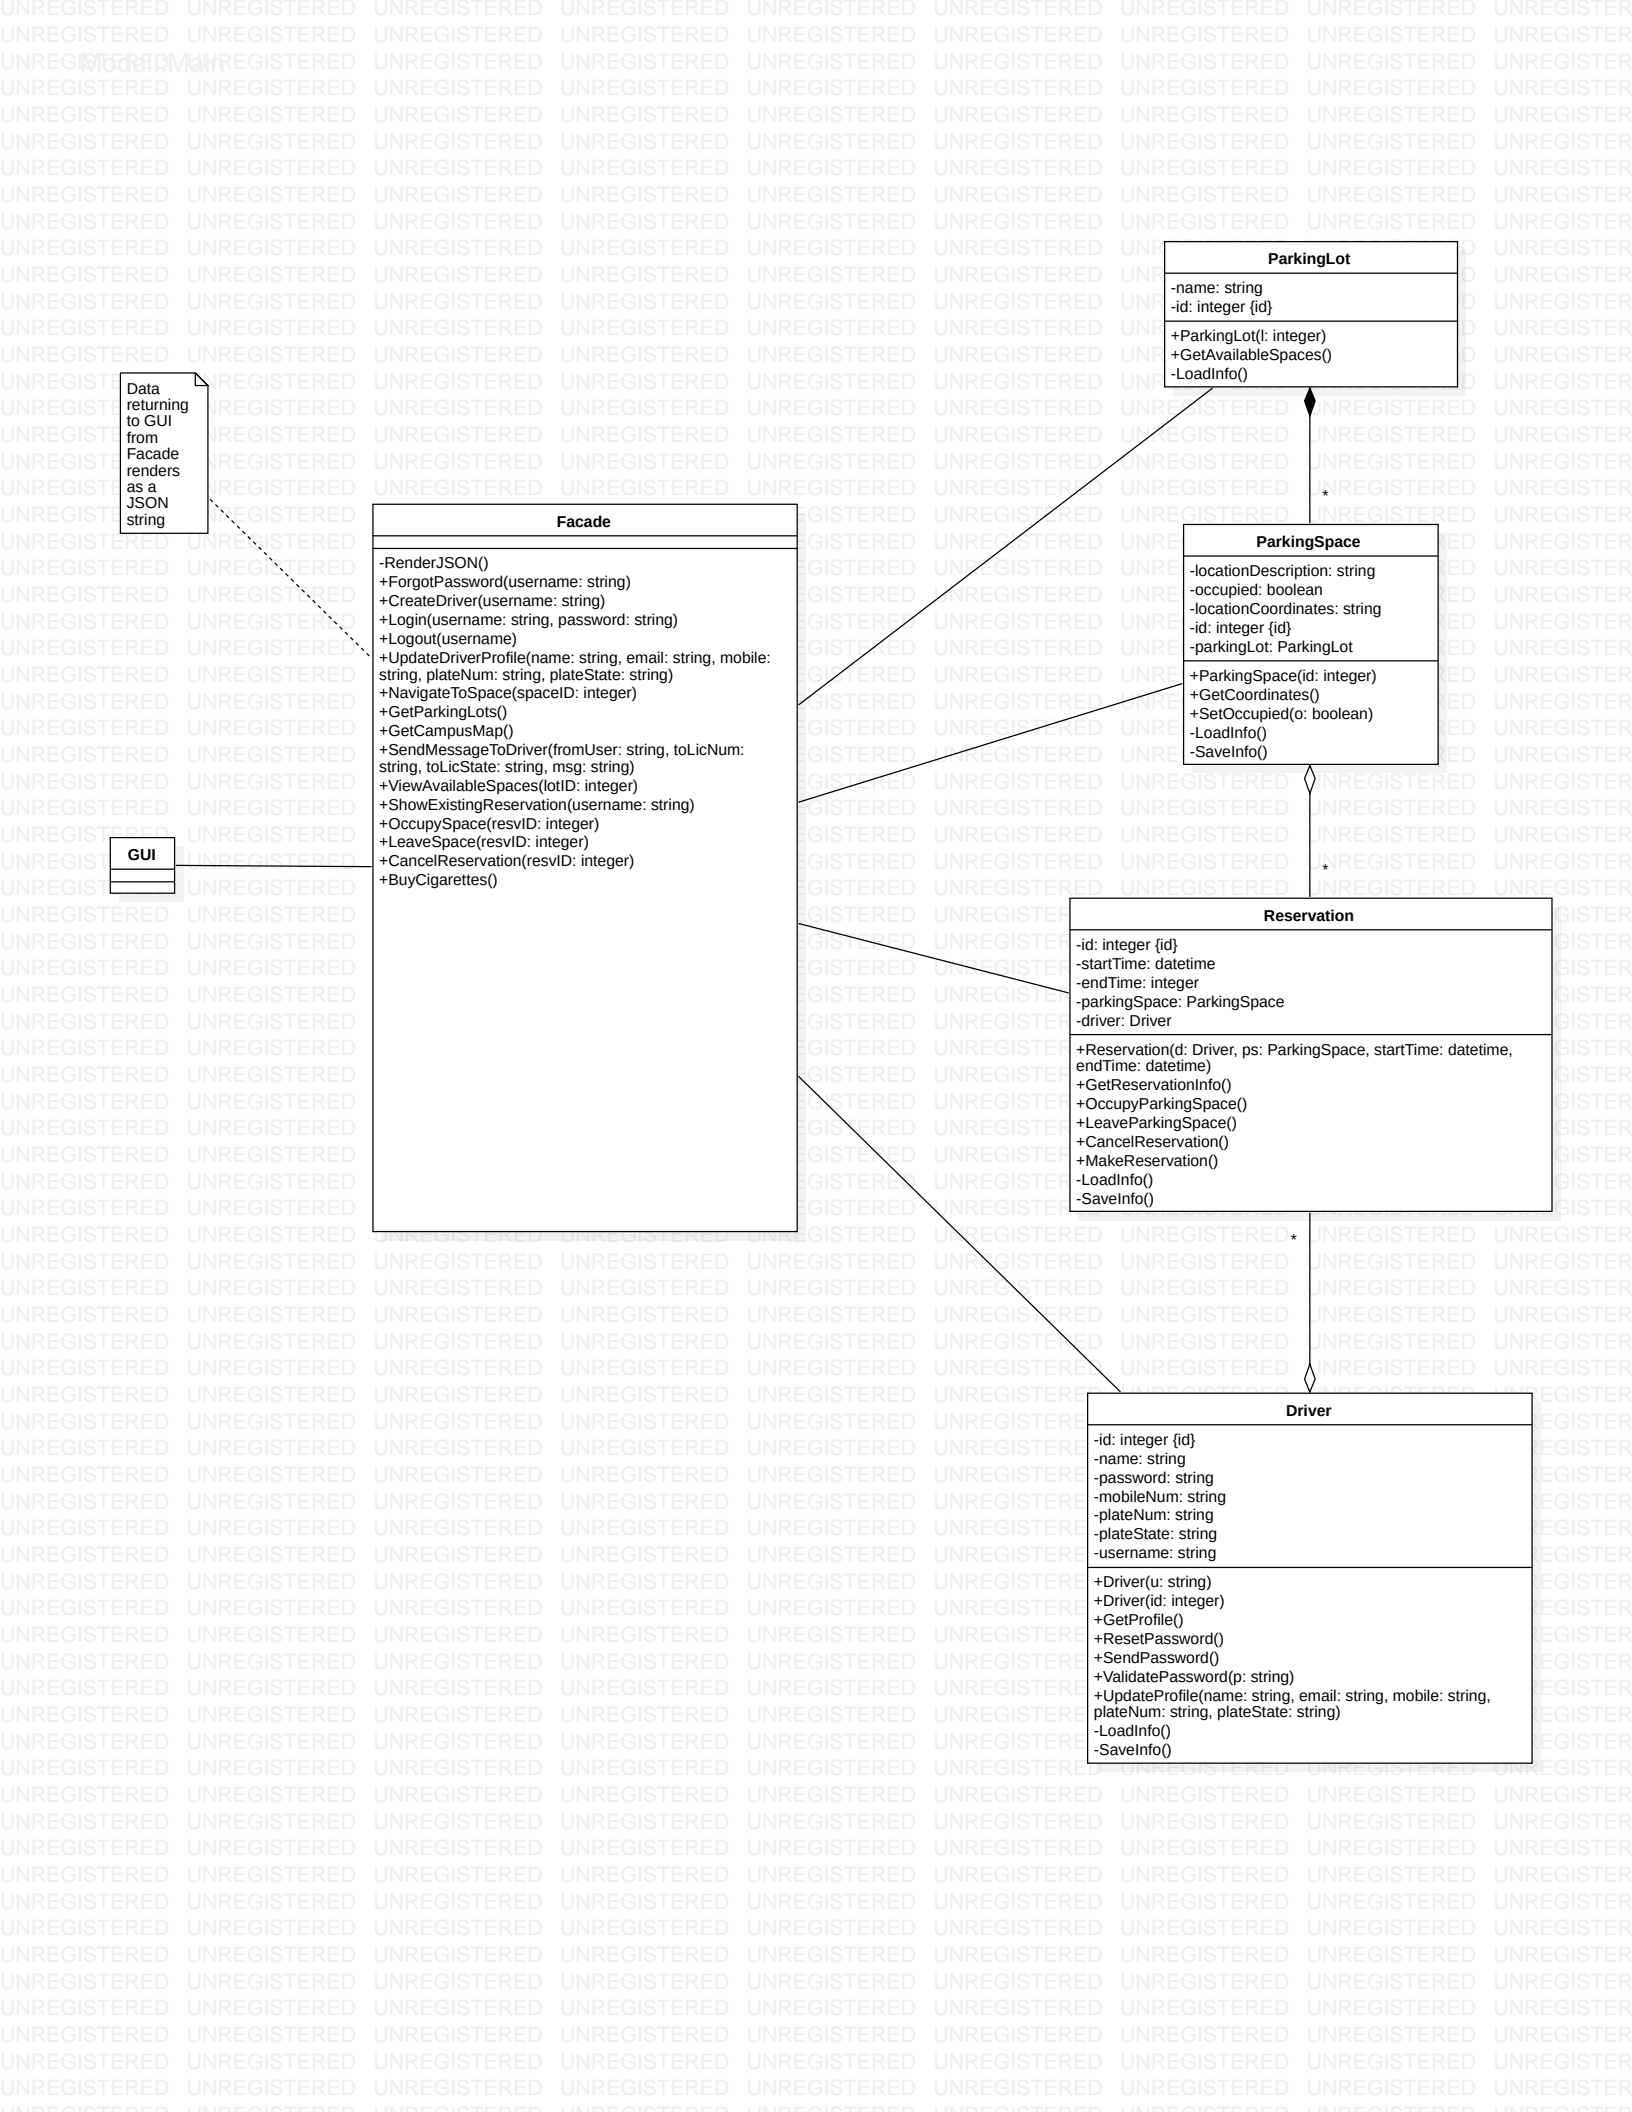 Model::Main
ParkingLot
-name: string
-id: integer {id}
+ParkingLot(l: integer)
+GetAvailableSpaces()
-LoadInfo()
*
Data
returning
to GUI
from
Facade
renders
as a
JSON
string
Facade
-RenderJSON()
+ForgotPassword(username: string)
+CreateDriver(username: string)
+Login(username: string, password: string)
+Logout(username)
+UpdateDriverProfile(name: string, email: string, mobile:
string, plateNum: string, plateState: string)
+NavigateToSpace(spaceID: integer)
+GetParkingLots()
+GetCampusMap()
+SendMessageToDriver(fromUser: string, toLicNum:
string, toLicState: string, msg: string)
+ViewAvailableSpaces(lotID: integer)
+ShowExistingReservation(username: string)
+OccupySpace(resvID: integer)
+LeaveSpace(resvID: integer)
+CancelReservation(resvID: integer)
+BuyCigarettes()
GUI
ParkingSpace
-locationDescription: string
-occupied: boolean
-locationCoordinates: string
-id: integer {id}
-parkingLot: ParkingLot
+ParkingSpace(id: integer)
+GetCoordinates()
+SetOccupied(o: boolean)
-LoadInfo()
-SaveInfo()
*
Reservation
-id: integer {id}
-startTime: datetime
-endTime: integer
-parkingSpace: ParkingSpace
-driver: Driver
+Reservation(d: Driver, ps: ParkingSpace, startTime: datetime,
endTime: datetime)
+GetReservationInfo()
+OccupyParkingSpace()
+LeaveParkingSpace()
+CancelReservation()
+MakeReservation()
-LoadInfo()
-SaveInfo()
*
Driver
-id: integer {id}
-name: string
-password: string
-mobileNum: string
-plateNum: string
-plateState: string
-username: string
+Driver(u: string)
+Driver(id: integer)
+GetProfile()
+ResetPassword()
+SendPassword()
+ValidatePassword(p: string)
+UpdateProfile(name: string, email: string, mobile: string,
plateNum: string, plateState: string)
-LoadInfo()
-SaveInfo()
UNREGISTERED